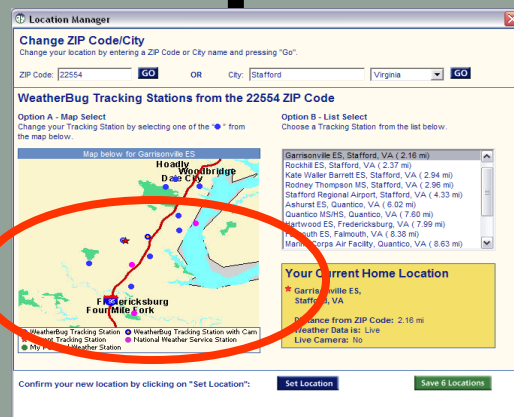 Location Manager
Change ZIP Code/City
Change your location by entering a ZIP Code or City name and pressing "Go".
ZIP Code: 22554 GO OR City: Stafford Virginia GO
WeatherBug Tracking Stations from the 22554 ZIP Code
Option A - Map Select
Change your Tracking Station by selecting one of the "●" from
the map below.
Map below for Garrisonville ES
Hoadly
Woodbridge
Dale City
Fredericksburg
Four Mile Fork
WeatherBug Tracking Station WeatherBug Tracking Station with Cam
Current Tracking Station National Weather Service Station
My Personal Weather Station
Option B - List Select
Choose a Tracking Station from the list below.
Garrisonville ES, Stafford, VA ( 2.16 mi)
Rockhill ES, Stafford, VA ( 2.37 mi)
Kate Waller Barrett ES, Stafford, VA ( 2.94 mi)
Rodney Thompson MS, Stafford, VA ( 2.96 mi)
Stafford Regional Airport, Stafford, VA ( 4.33 mi)
Ashurst ES, Quantico, VA ( 6.02 mi)
Quantico MS/HS, Quantico, VA ( 7.60 mi)
Hartwood ES, Fredericksburg, VA ( 7.99 mi)
Falmouth ES, Falmouth, VA ( 8.38 mi)
Marine Corps Air Facility, Quantico, VA ( 8.63 mi)
Your Current Home Location
Garrisonville ES,
Stafford, VA
Distance from ZIP Code: 2.16 mi
Weather Data is: Live
Live Camera: No
Confirm your new location by clicking on "Set Location": Set Location Save 6 Locations